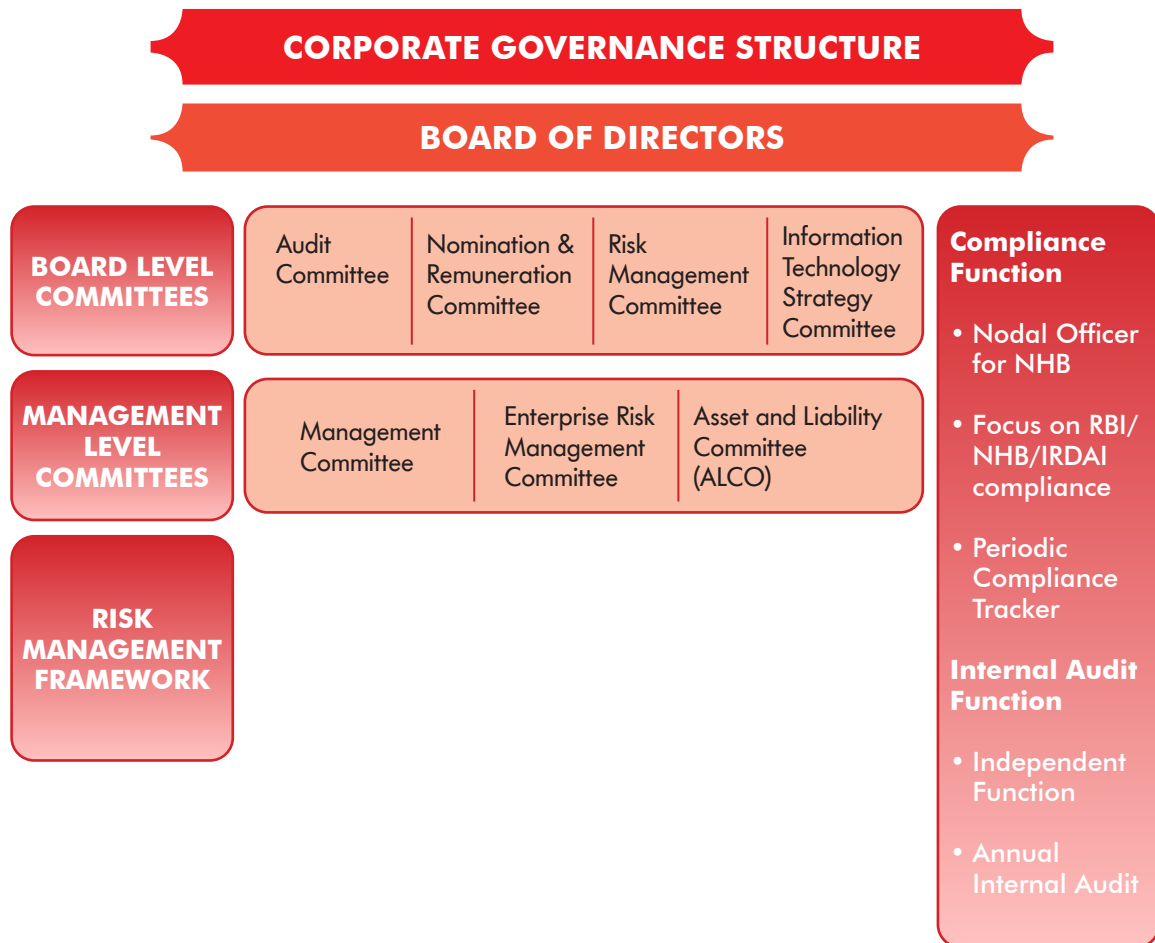 CORPORATE GOVERNANCE STRUCTURE
BOARD OF DIRECTORS
BOARD LEVEL
COMMITTEES
Audit
Committee
Nomination &
Remuneration
Committee
Risk
Management
Committee
Information
Technology
Strategy
Committee
MANAGEMENT
LEVEL
COMMITTEES
Management
Committee
Enterprise Risk
Management
Committee
Asset and Liability
Committee
(ALCO)
RISK
MANAGEMENT
FRAMEWORK
Compliance
Function
• Nodal Officer
for NHB
• Focus on RBI/
NHB/IRDAI
compliance
• Periodic
Compliance
Tracker
Internal Audit
Function
• Independent
Function
• Annual
Internal Audit